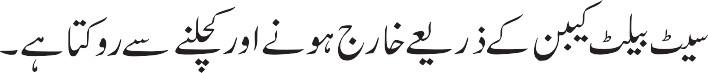 سیٹ بیلٹ کیبن کے ذریعے خارج ہونے اور کچلنے سے روکتا ہے۔